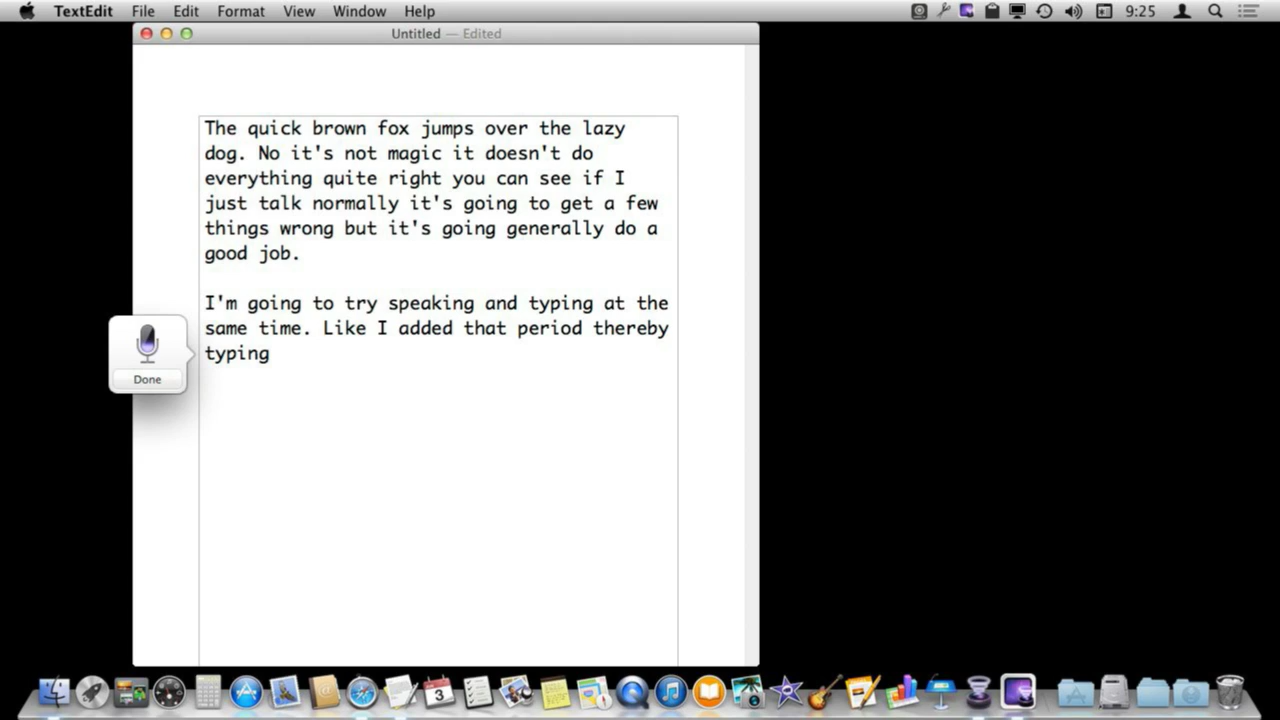 TextEdit File Edit Format View Window Help 9:25
Untitled — Edited
The quick brown fox jumps over the lazy
dog. No it's not magic it doesn't do
everything quite right you can see if I
just talk normally it's going to get a few
things wrong but it's going generally do a
good job.
I'm going to try speaking and typing at the
same time. Like I added that period thereby
typing
Done
3